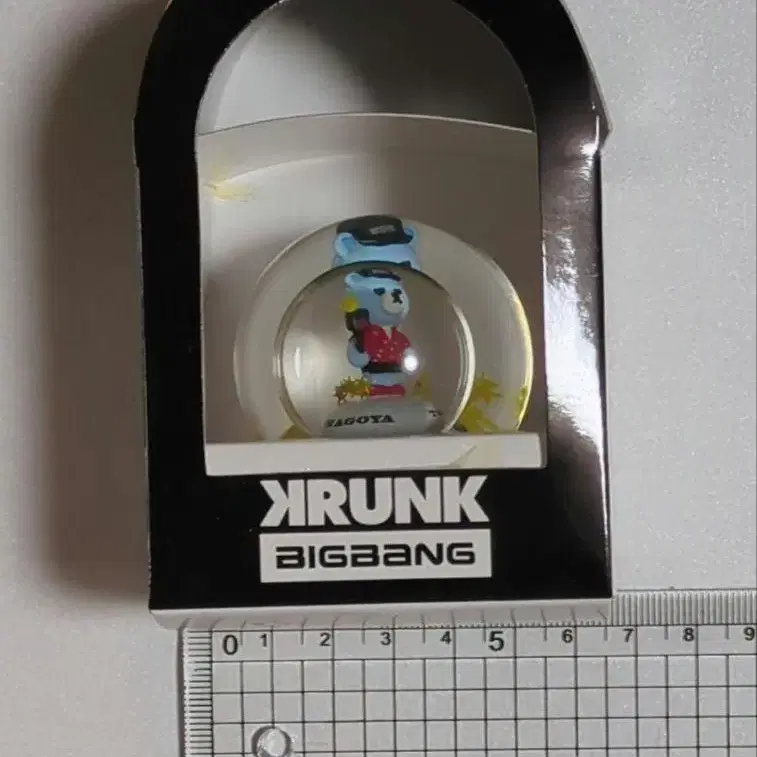 NAGOYA
KRUNK
BIGBANG
0 1 2 3 4 5 6 7 8 9